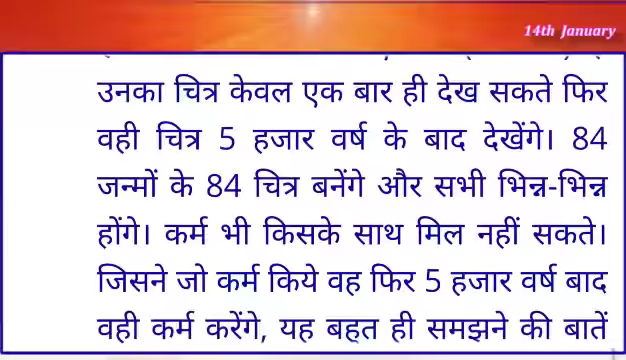 14th January
उनका चित्र केवल एक बार ही देख सकते फिर
वही चित्र 5 हजार वर्ष के बाद देखेंगे। 84
जन्मों के 84 चित्र बनेंगे और सभी भिन्न-भिन्न
होंगे। कर्म भी किसके साथ मिल नहीं सकते।
जिसने जो कर्म किये वह फिर 5 हजार वर्ष बाद
वही कर्म करेंगे, यह बहुत ही समझने की बातें